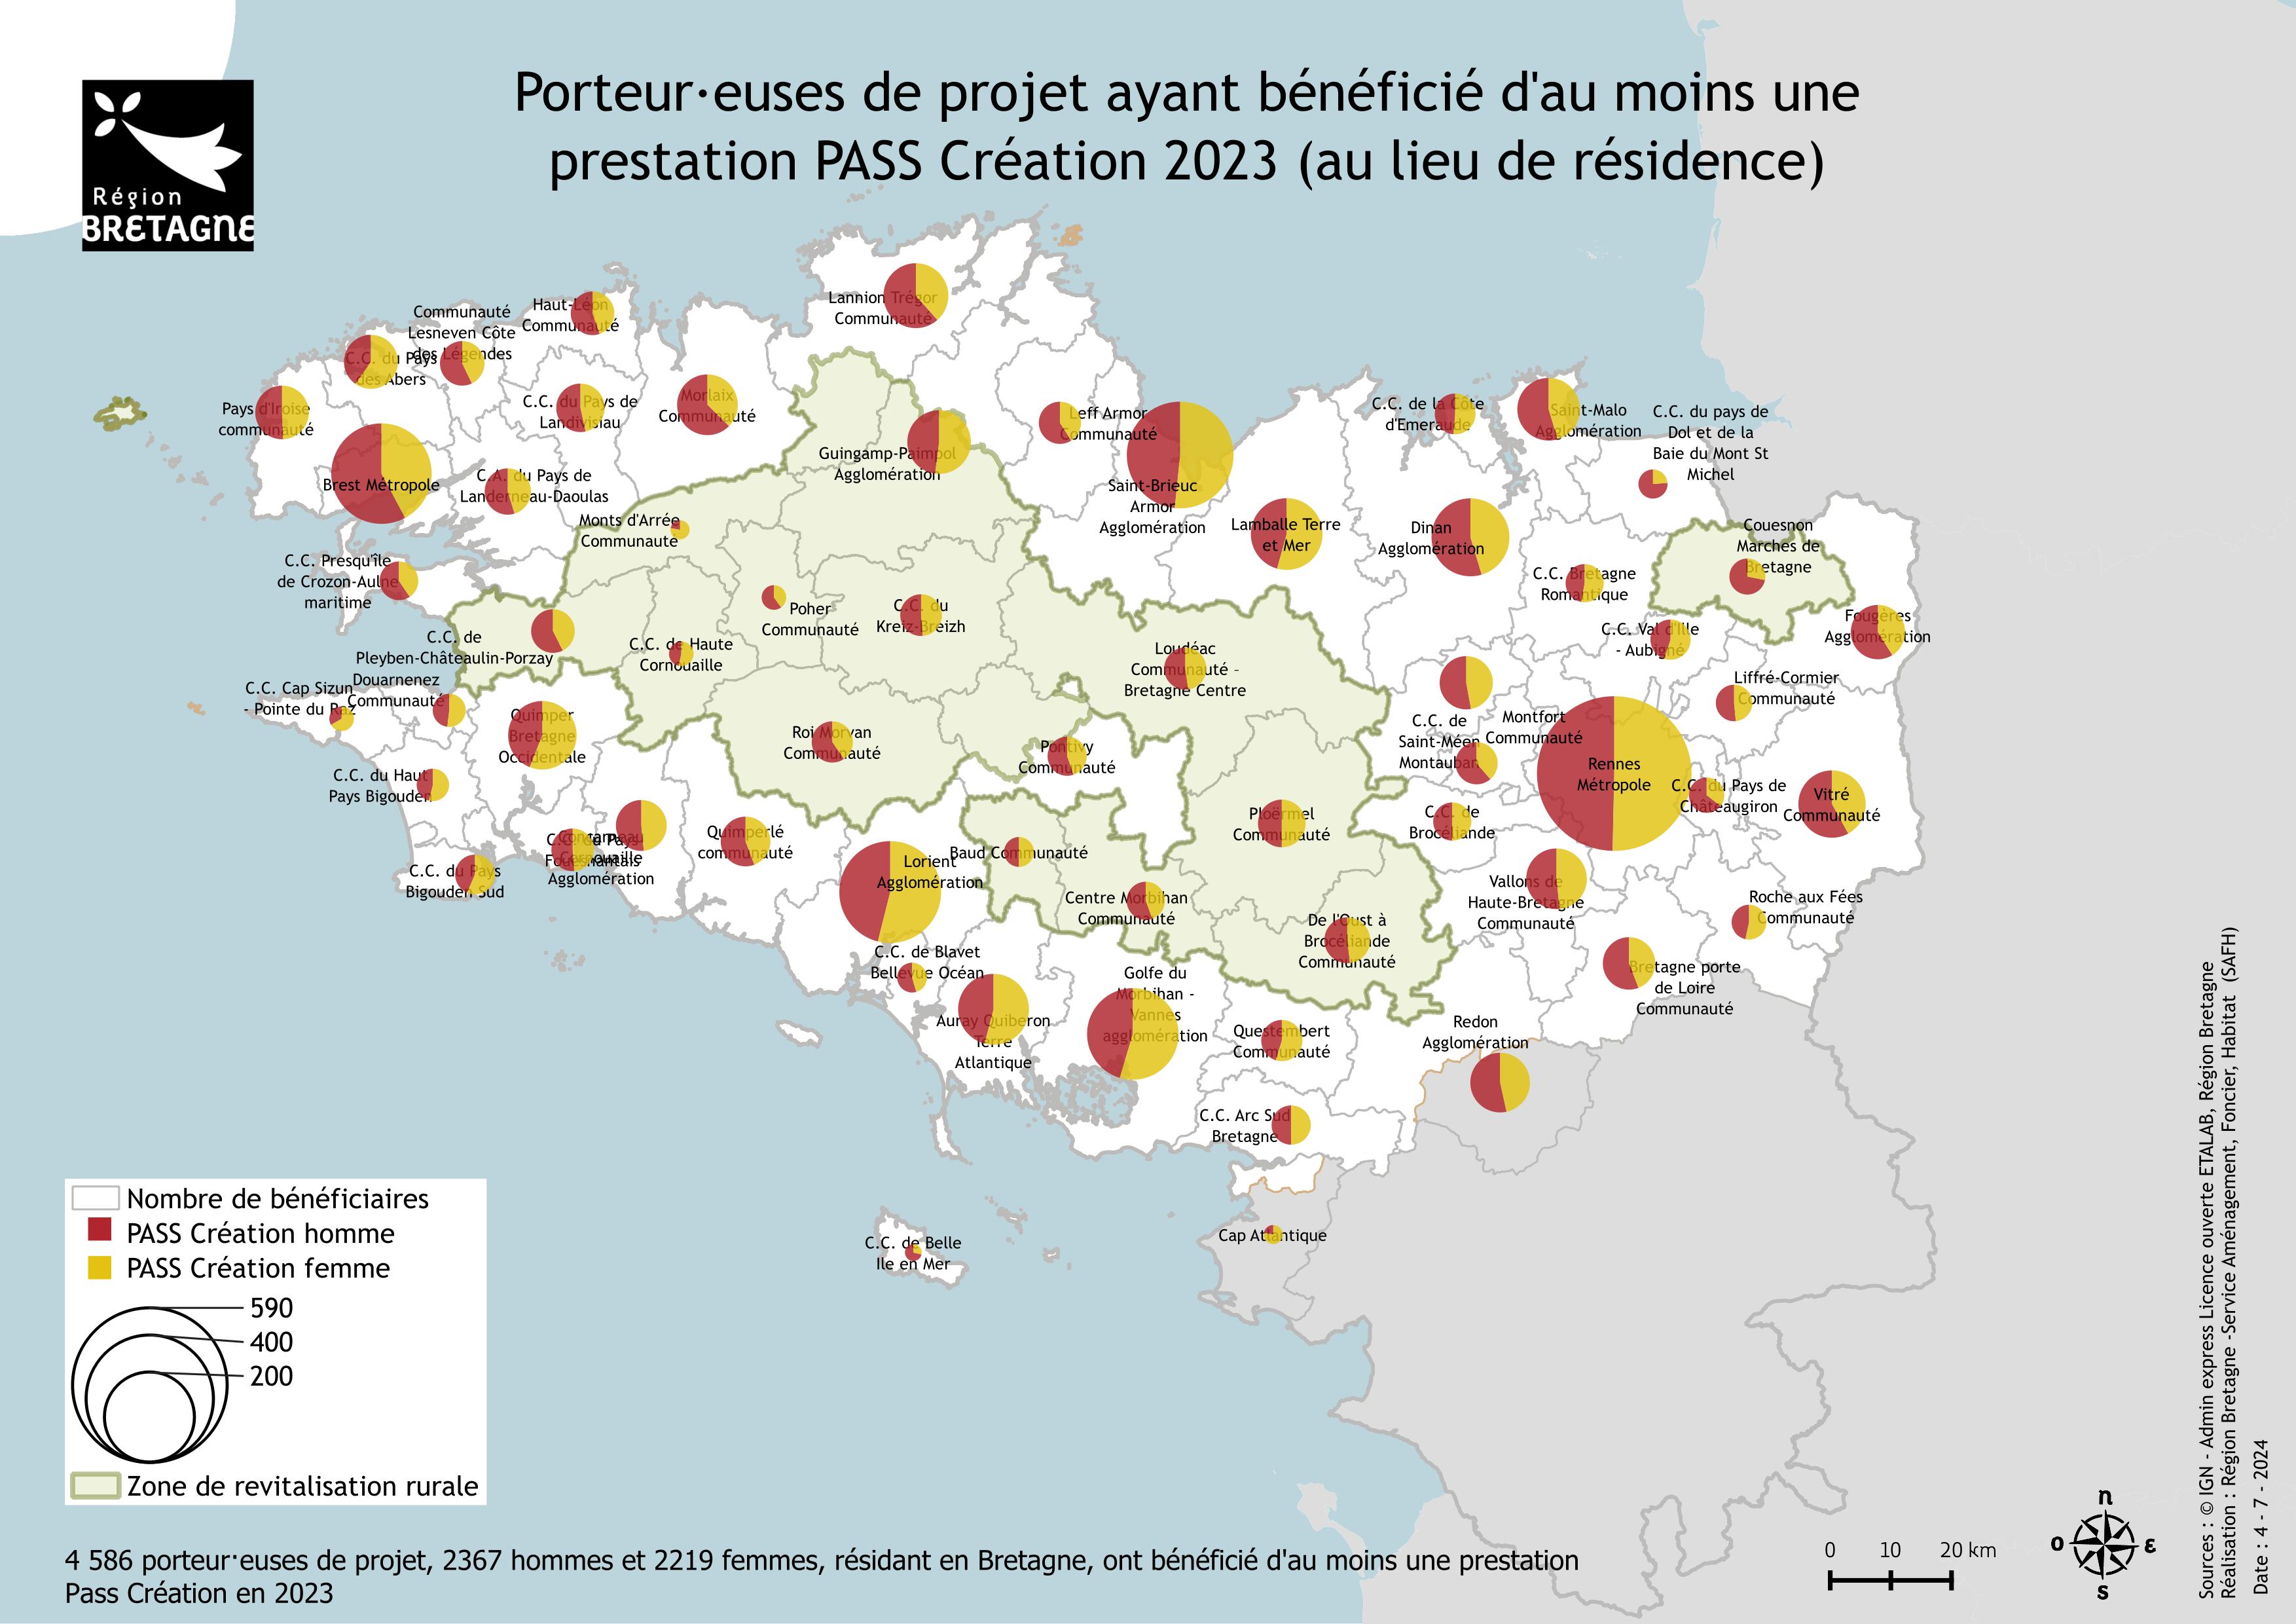 Porteur·euses de projet ayant bénéficié d'au moins une
prestation PASS Création 2023 (au lieu de résidence)
Région
BRETAGNE
Lannion Trégor
Communauté
Haut-Léon
Communauté
Communauté
Lesneven Côte
des Légendes
C.C. du Pays
des Abers
Pays d'Iroise
communauté
C.C. du Pays de
Landivisiau
Morlaix
Communauté
Guingamp-Paimpol
Agglomération
Leff Armor
Communauté
C.C. de la Côte
d'Emeraude
Saint-Malo
Agglomération
C.C. du pays de
Dol et de la
Baie du Mont St
Michel
Brest Métropole
C.A. du Pays de
Landerneau-Daoulas
Saint-Brieuc
Armor
Agglomération
Lamballe Terre
et Mer
Dinan
Agglomération
Monts d'Arrée
Communauté
Couesnon
Marches de
Bretagne
C.C. Presqu'île
de Crozon-Aulne
maritime
C.C. Bretagne
Romantique
Poher
Communauté
C.C. du
Kreiz-Breizh
Fougères
Agglomération
C.C. Val d'Ille
- Aubigné
C.C. de
Pleyben-Châteaulin-Porzay
C.C. de Haute
Cornouaille
Loudéac
Communauté -
Bretagne Centre
Liffré-Cormier
Communauté
Douarnenez
Communauté
C.C. Cap Sizun
- Pointe du Raz
Quimper
Bretagne
Occidentale
Roi Morvan
Communauté
Pontivy
Communauté
C.C. de
Saint-Méen
Montauban
Montfort
Communauté
Rennes
Métropole
C.C. du Pays de
Châteaugiron
Vitré
Communauté
C.C. du Haut
Pays Bigouden
Ploërmel
Communauté
C.C. de
Brocéliande
Quimperlé
communauté
C.C. du Pays
Fouesnantais
Concarneau
Cornouaille
Agglomération
C.C. du Pays
Bigouden Sud
Lorient
Agglomération
Baud Communauté
Centre Morbihan
Communauté
De l'Oust à
Brocéliande
Communauté
Vallons de
Haute-Bretagne
Communauté
Roche aux Fées
Communauté
C.C. de Blavet
Bellevue Océan
Bretagne porte
de Loire
Communauté
Auray Quiberon
Terre
Atlantique
Golfe du
Morbihan -
Vannes
agglomération
Questembert
Communauté
Redon
Agglomération
C.C. Arc Sud
Bretagne
Cap Atlantique
C.C. de Belle
Ile en Mer
Nombre de bénéficiaires
PASS Création homme
PASS Création femme
590
400
200
Zone de revitalisation rurale
4 586 porteur·euses de projet, 2367 hommes et 2219 femmes, résidant en Bretagne, ont bénéficié d'au moins une prestation
Pass Création en 2023
0 10 20 km
n
o
ε
s
Sources : © IGN - Admin express Licence ouverte ETALAB, Région Bretagne
Réalisation : Région Bretagne -Service Aménagement, Foncier, Habitat (SAFH)
Date : 4 - 7 - 2024